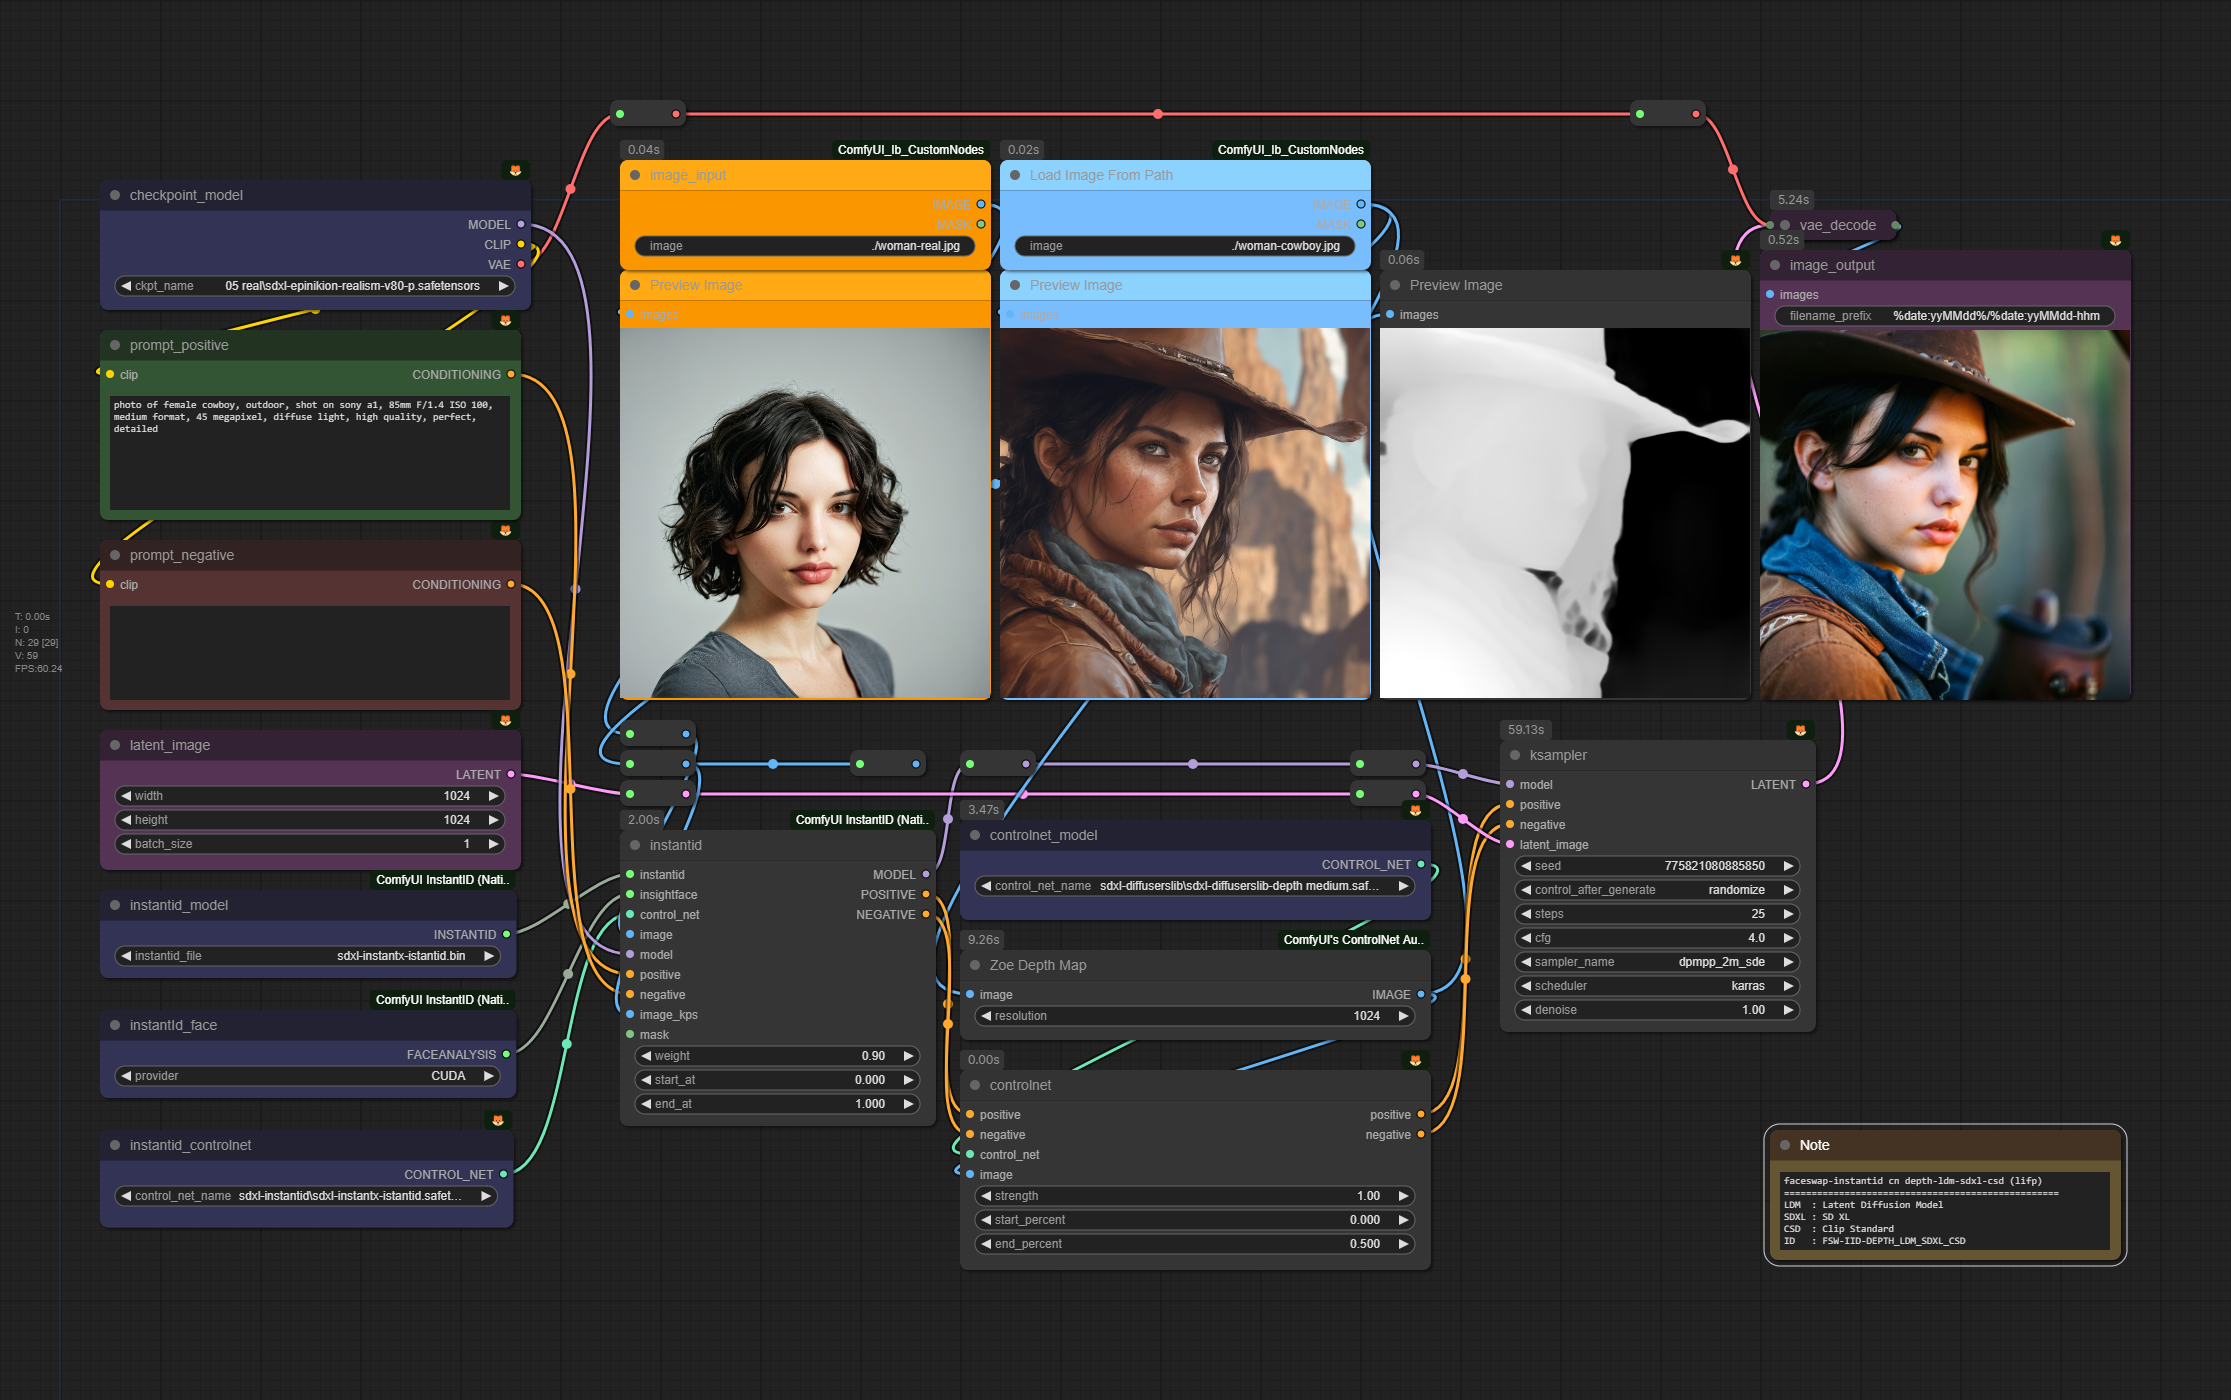 checkpoint_model
MODEL
CLIP
VAE
ckpt_name 05 real\sdxl-epinikion-realism-v80-p.safetensors
prompt_positive
clip CONDITIONING
photo of female cowboy, outdoor, shot on sony a1, 85mm F/1.4 ISO 100,
medium format, 45 megapixel, diffuse light, high quality, perfect,
detailed
prompt_negative
clip CONDITIONING
T: 0.00s
I: 0
N: 29 [29]
V: 59
FPS:60.24
latent_image
LATENT
width 1024
height 1024
batch_size 1
ComfyUI InstantID (Nati..
instantid_model
INSTANTID
instantid_file sdxl-instantx-istantid.bin
ComfyUI InstantID (Nati..
instantId_face
FACEANALYSIS
provider CUDA
instantid_controlnet
CONTROL_NET
control_net_name sdxl-instantid\sdxl-instantx-istantid.safet...
0.04s ComfyUI_lb_CustomNodes
image_input
IMAGE
MASK
image ./woman-real.jpg
Preview Image
images
0.02s ComfyUI_lb_CustomNodes
Load Image From Path
IMAGE
MASK
image ./woman-cowboy.jpg
Preview Image
images
0.06s
Preview Image
images
5.24s
vae_decode
0.52s
image_output
images
filename_prefix %date:yyMMdd%/%date:yyMMdd-hhm
2.00s ComfyUI InstantID (Nati..
instantid
instantid MODEL
insightface POSITIVE
control_net NEGATIVE
image
model
positive
negative
image_kps
mask
weight 0.90
start_at 0.000
end_at 1.000
3.47s
controlnet_model
CONTROL_NET
control_net_name sdxl-diffuserslib\sdxl-diffuserslib-depth medium.saf...
9.26s ComfyUI's ControlNet Au..
Zoe Depth Map
image IMAGE
resolution 1024
0.00s
controlnet
positive positive
negative negative
control_net
image
strength 1.00
start_percent 0.000
end_percent 0.500
59.13s
ksampler
model LATENT
positive
negative
latent_image
seed 775821080885850
control_after_generate randomize
steps 25
cfg 4.0
sampler_name dpmpp_2m_sde
scheduler karras
denoise 1.00
Note
faceswap-instantid cn depth-ldm-sdxl-csd (lifp)
==============================================
LDM : Latent Diffusion Model
SDXL : SD XL
CSD : Clip Standard
ID : FSW-IID-DEPTH_LDM_SDXL_CSD